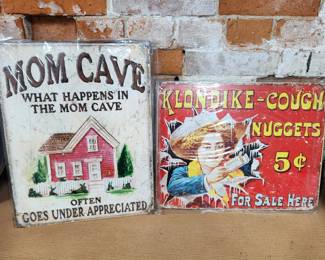 MOM CAVE
WHAT HAPPENS IN
THE MOM CAVE
OFTEN
GOES UNDER APPRECIATED
KLONDIKE-COUGH
NUGGETS
5¢
FOR SALE HERE